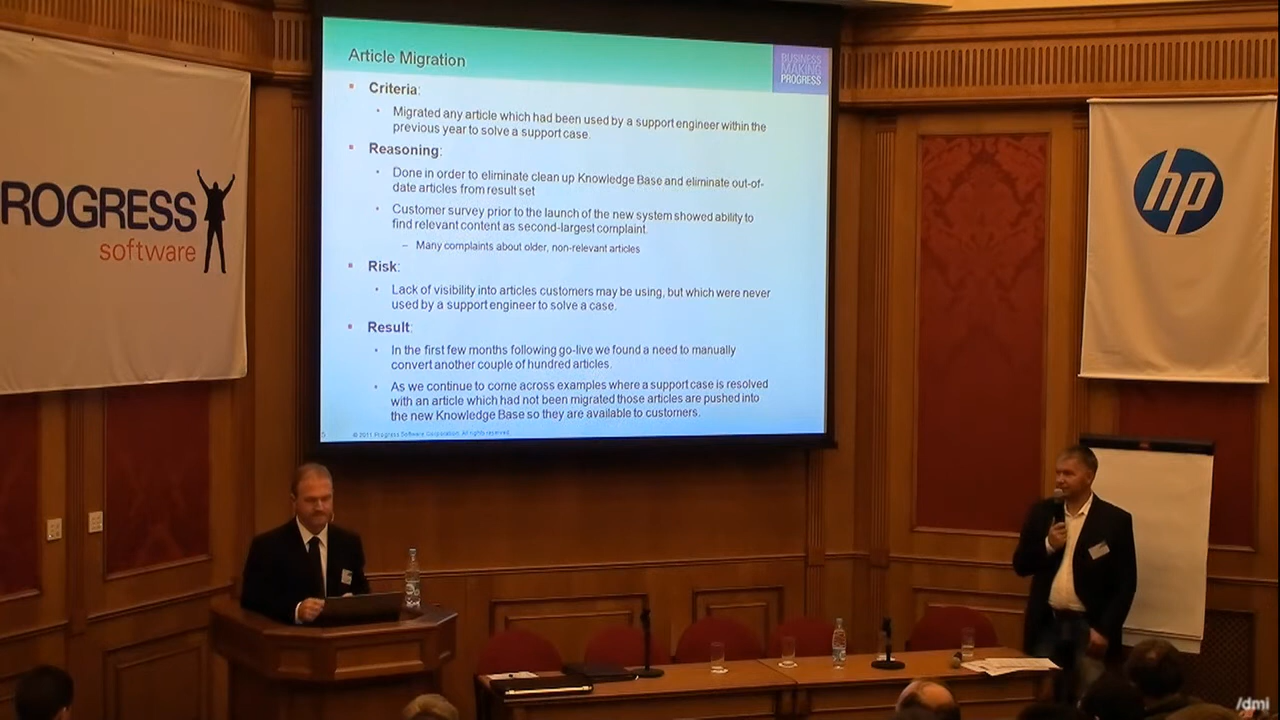 Article Migration
BUSINESS
MAKING
PROGRESS
Criteria:
Migrated any article which had been used by a support engineer within the
previous year to solve a support case.
Reasoning:
Done in order to eliminate clean up Knowledge Base and eliminate out-of-
date articles from result set
Customer survey prior to the launch of the new system showed ability to
find relevant content as second-largest complaint.
– Many complaints about older, non-relevant articles
Risk:
Lack of visibility into articles customers may be using, but which were never
used by a support engineer to solve a case.
Result:
In the first few months following go-live we found a need to manually
convert another couple of hundred articles.
As we continue to come across examples where a support case is resolved
with an article which had not been migrated those articles are pushed into
the new Knowledge Base so they are available to customers.
© 2011 Progress Software Corporation. All rights reserved.
ROGRESS
software
hp
/dmi